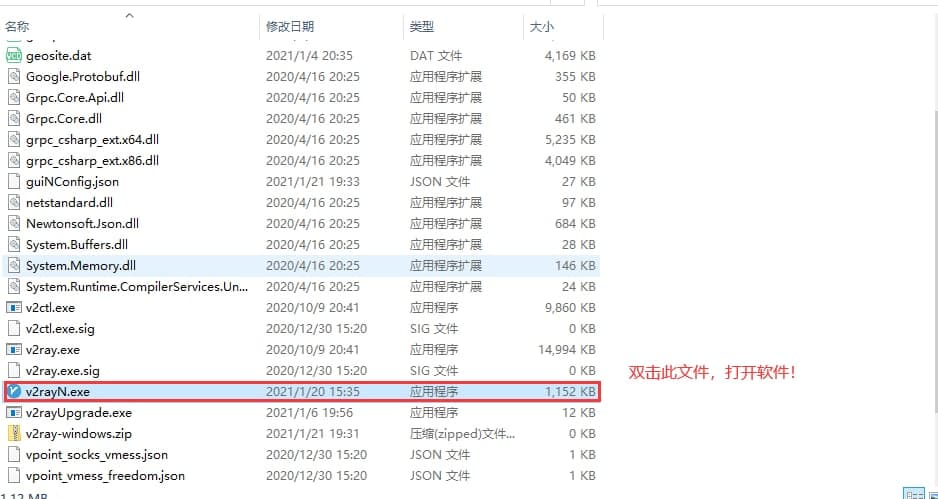 名称 修改日期 类型 大小
geosite.dat 2021/1/4 20:35 DAT 文件 4,169 KB
Google.Protobuf.dll 2020/4/16 20:25 应用程序扩展 355 KB
Grpc.Core.Api.dll 2020/4/16 20:25 应用程序扩展 50 KB
Grpc.Core.dll 2020/4/16 20:25 应用程序扩展 461 KB
grpc_csharp_ext.x64.dll 2020/4/16 20:25 应用程序扩展 5,235 KB
grpc_csharp_ext.x86.dll 2020/4/16 20:25 应用程序扩展 4,049 KB
guiNConfig.json 2021/1/21 19:33 JSON 文件 27 KB
netstandard.dll 2020/4/16 20:25 应用程序扩展 97 KB
Newtonsoft.Json.dll 2020/4/16 20:25 应用程序扩展 684 KB
System.Buffers.dll 2020/4/16 20:25 应用程序扩展 28 KB
System.Memory.dll 2020/4/16 20:25 应用程序扩展 146 KB
System.Runtime.CompilerServices.Un... 2020/4/16 20:25 应用程序扩展 24 KB
v2ctl.exe 2020/10/9 20:41 应用程序 9,860 KB
v2ctl.exe.sig 2020/12/30 15:20 SIG 文件 0 KB
v2ray.exe 2020/10/9 20:41 应用程序 14,994 KB
v2ray.exe.sig 2020/12/30 15:20 SIG 文件 0 KB
v2rayN.exe 2021/1/20 15:35 应用程序 1,152 KB
双击此文件，打开软件！
v2rayUpgrade.exe 2021/1/6 19:56 应用程序 12 KB
v2ray-windows.zip 2021/1/21 19:31 压缩(zipped)文件... 0 KB
vpoint_socks_vmess.json 2020/12/30 15:20 JSON 文件 1 KB
vpoint_vmess_freedom.json 2020/12/30 15:20 JSON 文件 1 KB
1.12 MB